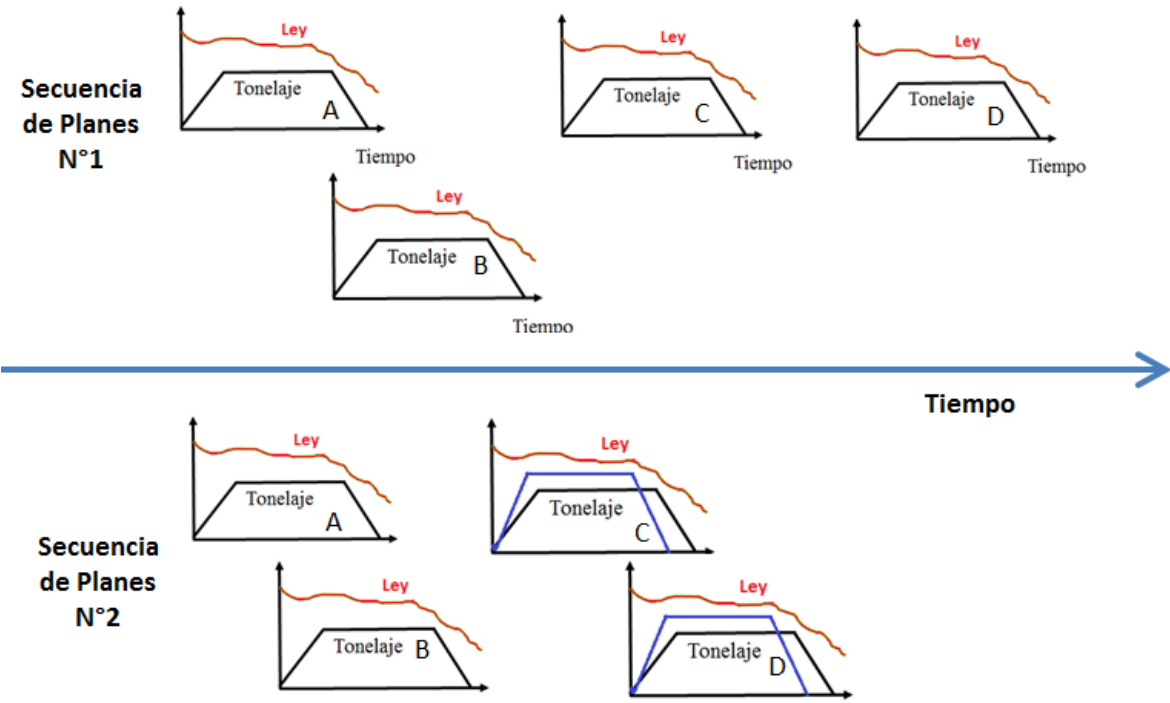 Secuencia
de Planes
N°1
Ley
Tonelaje
A
Tiempo
Ley
Tonelaje
C
Tiempo
Ley
Tonelaje
D
Tiempo
Ley
Tonelaje
B
Tiempo
Tiempo
Secuencia
de Planes
N°2
Ley
Tonelaje
A
Ley
Tonelaje
C
Ley
Tonelaje
B
Ley
Tonelaje
D